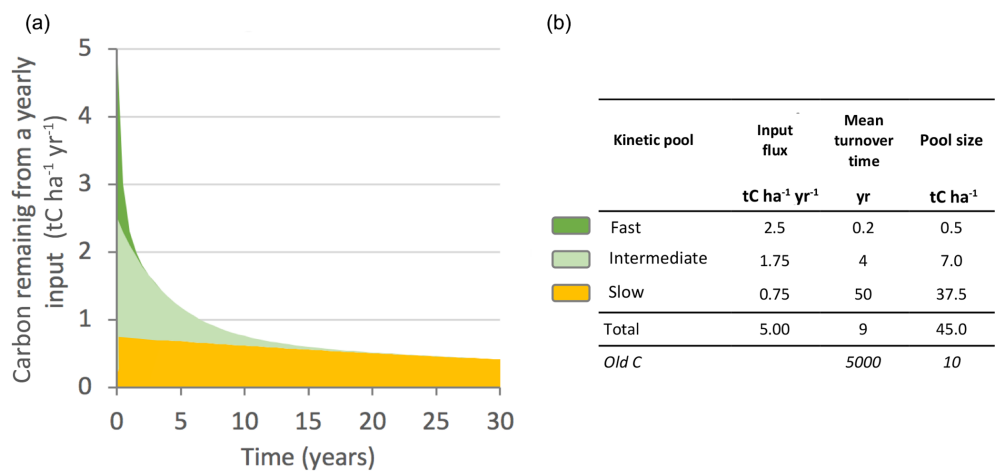 (a)
Carbon remainig from a yearly
input (tC ha⁻¹ yr⁻¹)
5
4
3
2
1
0
0 5 10 15 20 25 30
Time (years)
(b)
Kinetic pool Input flux Mean turnover time Pool size
tC ha⁻¹ yr⁻¹ yr tC ha⁻¹
Fast 2.5 0.2 0.5
Intermediate 1.75 4 7.0
Slow 0.75 50 37.5
Total 5.00 9 45.0
Old C 5000 10